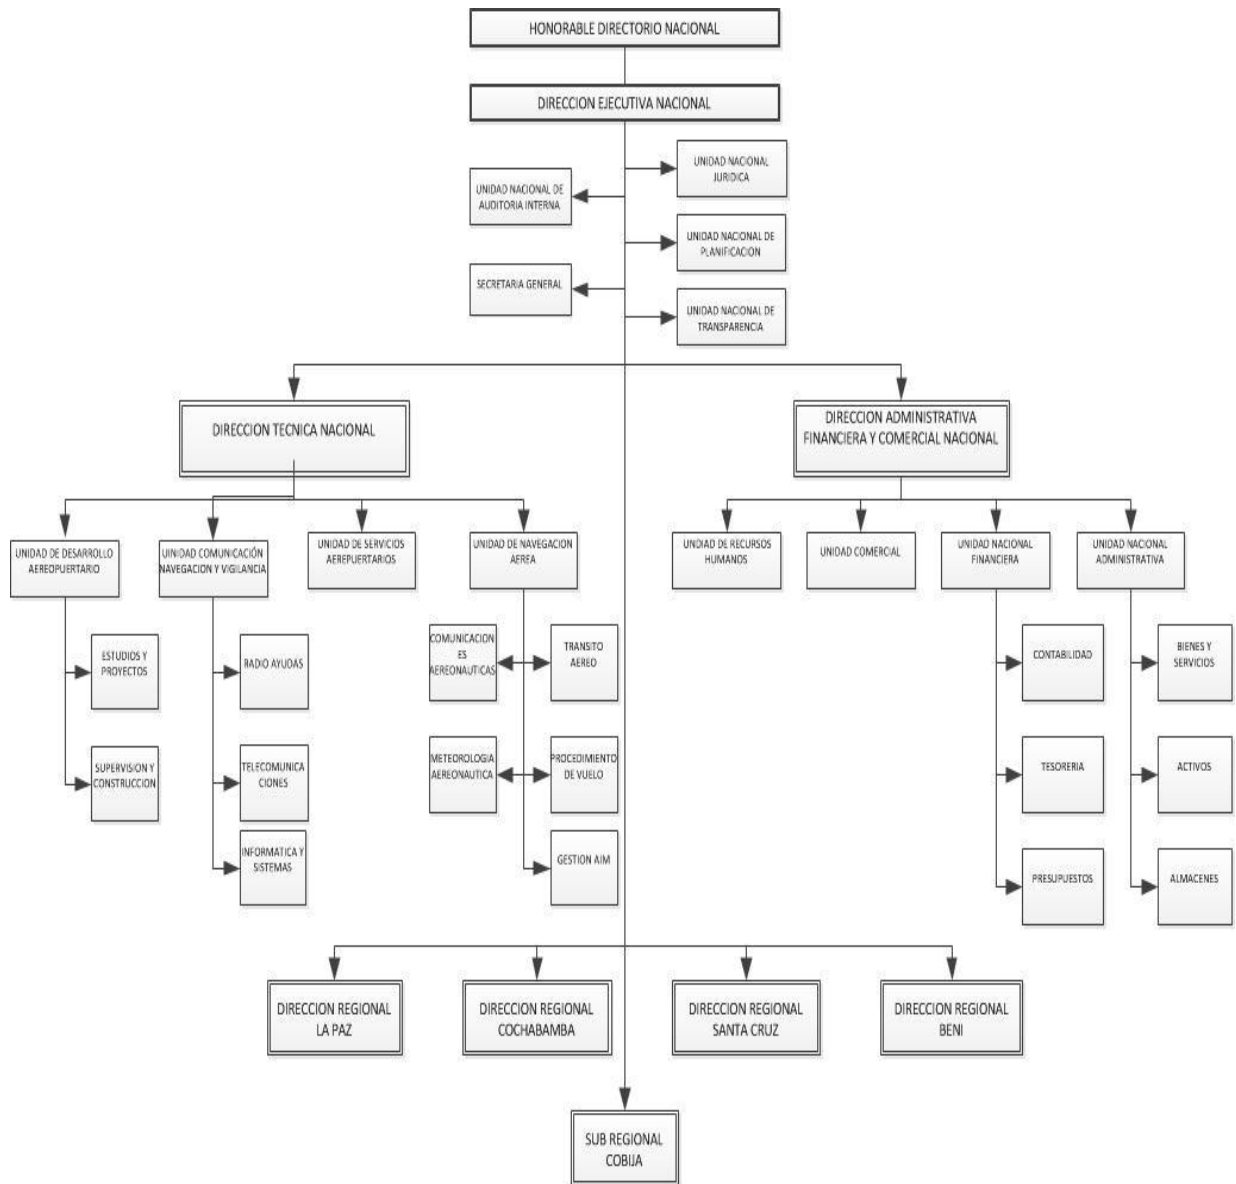 HONORABLE DIRECTORIO NACIONAL
DIRECCION EJECUTIVA NACIONAL
UNIDAD NACIONAL
JURIDICA
UNIDAD NACIONAL DE
AUDITORIA INTERNA
UNIDAD NACIONAL DE
PLANIFICACION
SECRETARIA GENERAL
UNIDAD NACIONAL DE
TRANSPARENCIA
DIRECCION TECNICA NACIONAL
DIRECCION ADMINISTRATIVA
FINANCIERA Y COMERCIAL NACIONAL
UNIDAD DE DESARROLLO
AEREOPUERTARIO
UINIDAD COMUNICACIÓN
NAVEGACION Y VIGILANCIA
UNIDAD DE SERVICIOS
AEREPUERTARIOS
UNIDAD DE NAVEGACION
AEREA
UNDIAD DE RECURSOS
HUMANOS
UNIDAD COMERCIAL
UNIDAD NACIONAL
FINANCIERA
UNIDAD NACIONAL
ADMINISTRATIVA
ESTUDIOS Y
PROYECTOS
RADIO AYUDAS
COMUNICACION
ES
AEREONAUTICAS
TRANSITO
AEREO
CONTABILIDAD
BIENES Y
SERVICIOS
SUPERVISION Y
CONSTRUCCION
TELECOMUNICA
CIONES
METEOROLOGIA
AEREONAUTICA
PROCEDIMIENTO
DE VUELO
TESORERIA
ACTIVOS
INFORMATICA Y
SISTEMAS
GESTION AIM
PRESUPUESTOS
ALMACENES
DIRECCION REGIONAL
LA PAZ
DIRECCION REGIONAL
COCHABAMBA
DIRECCION REGIONAL
SANTA CRUZ
DIRECCION REGIONAL
BENI
SUB REGIONAL
COBIJA